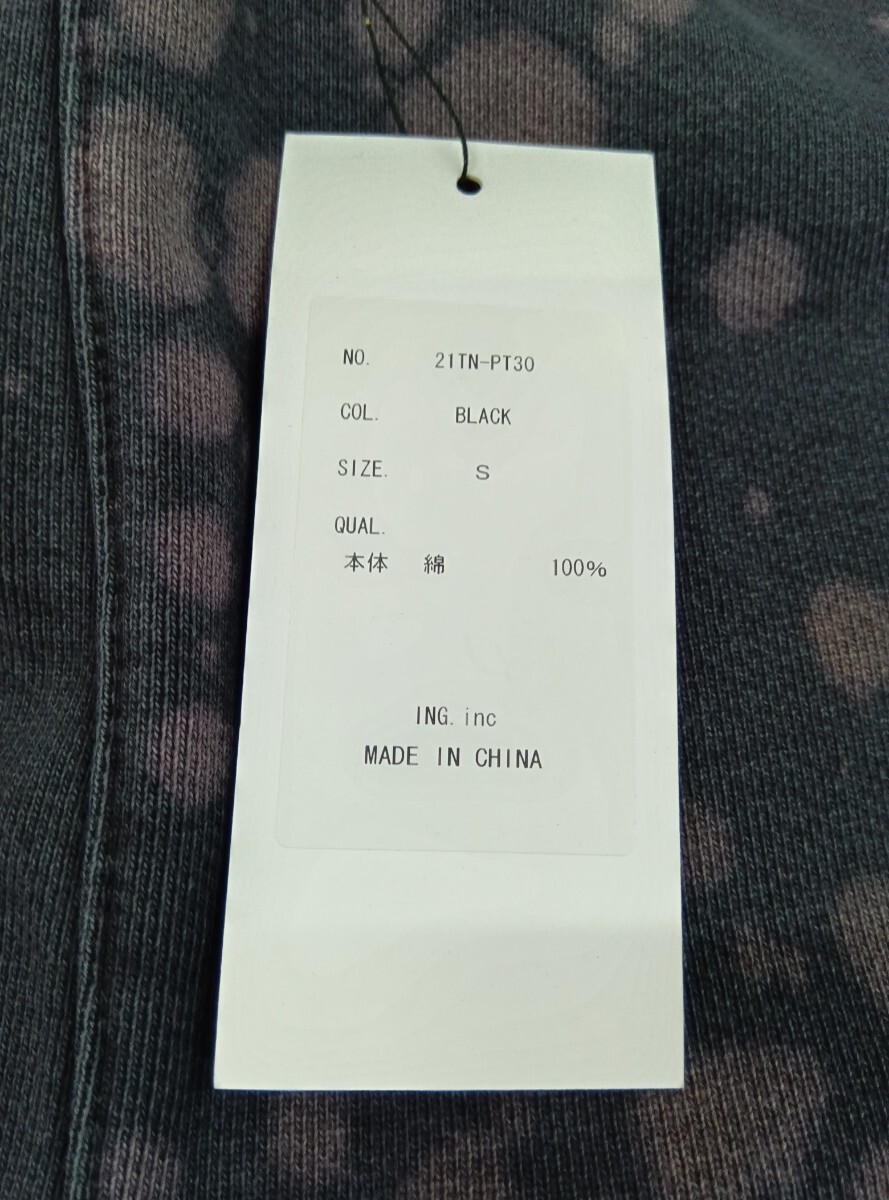 NO. 21TN-PT30
COL. BLACK
SIZE. S
QUAL.
本体 綿 100%
ING. inc
MADE IN CHINA